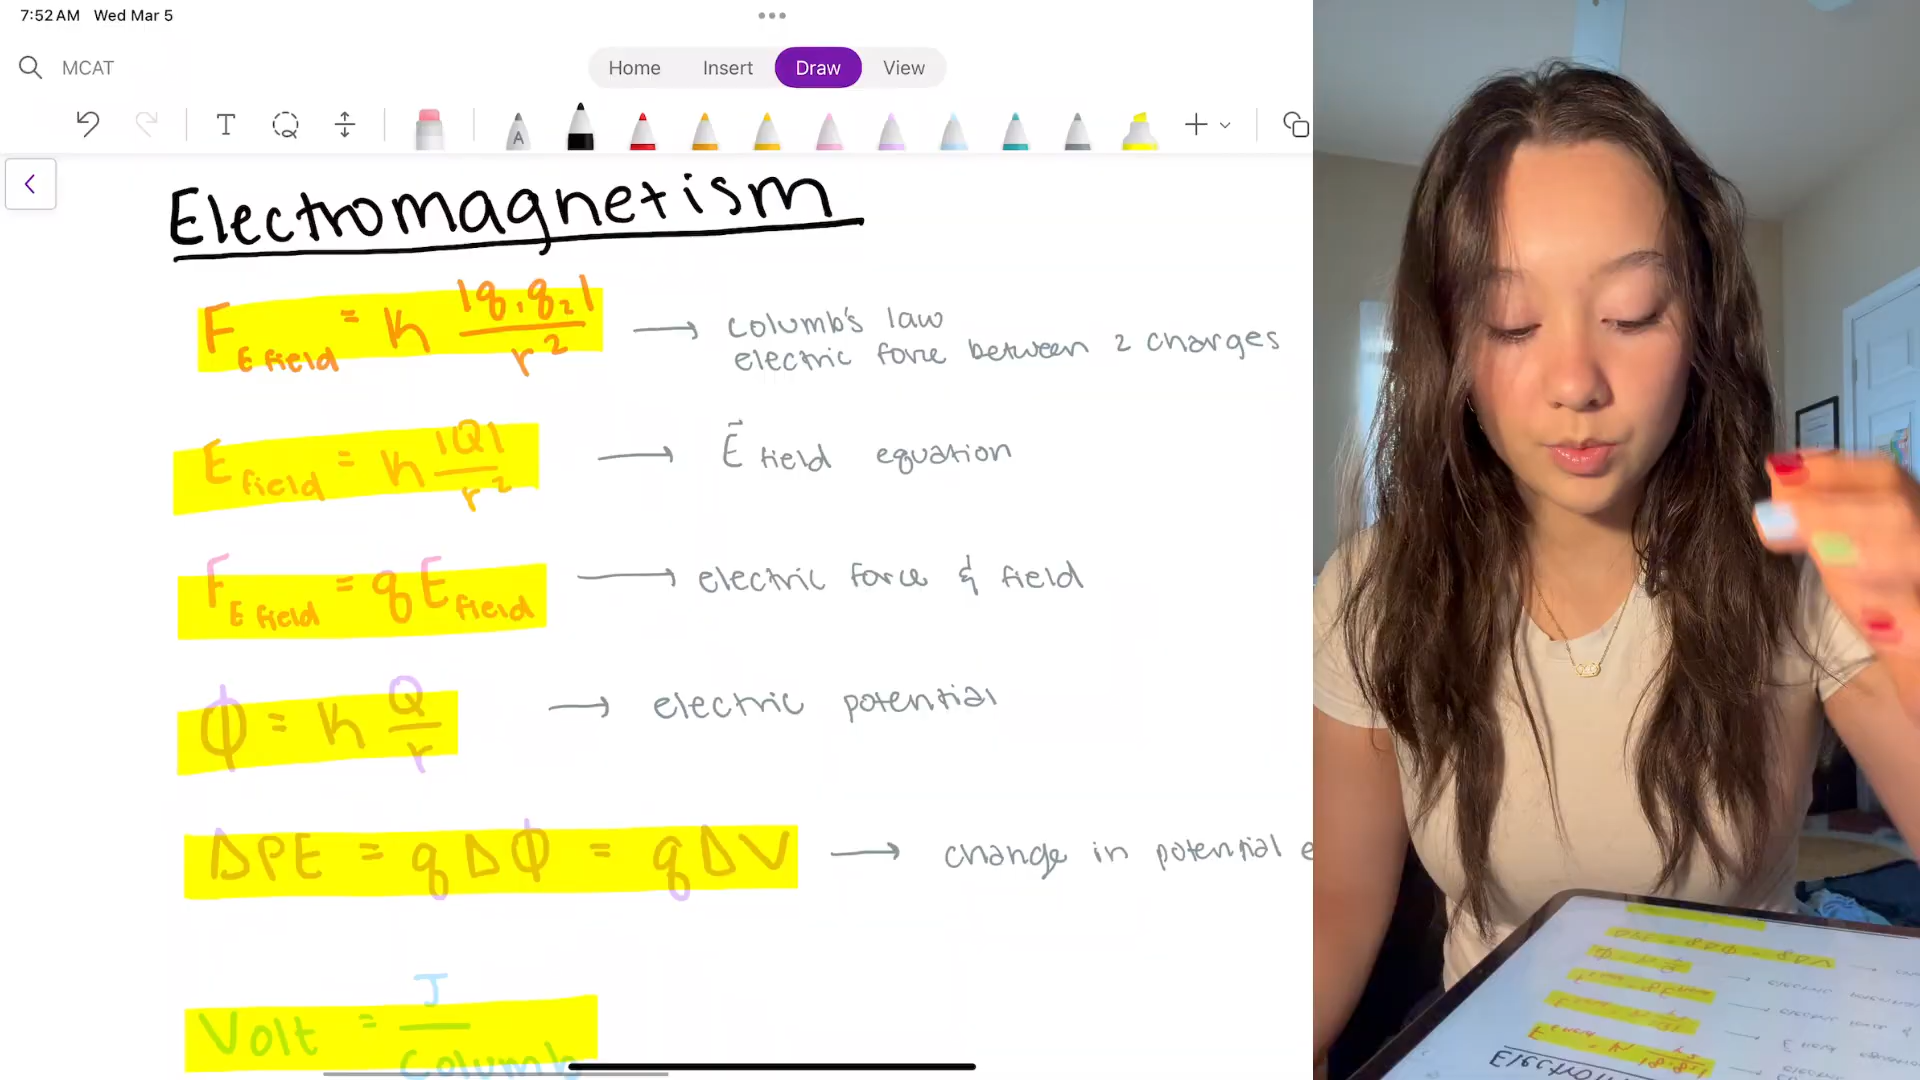 7:52 AM Wed Mar 5
MCAT
Home Insert Draw View
T
A
Electromagnetism
F E field = k |q1q2| / r²
→ columb's law
electric force between 2 charges
E field = k |Q| / r²
→ E⃗ field equation
F E field = q E field
→ electric force & field
ϕ = k Q / r
→ electric potential
ΔPE = qΔϕ = qΔV
→ change in potential e
Volt = J / Columb